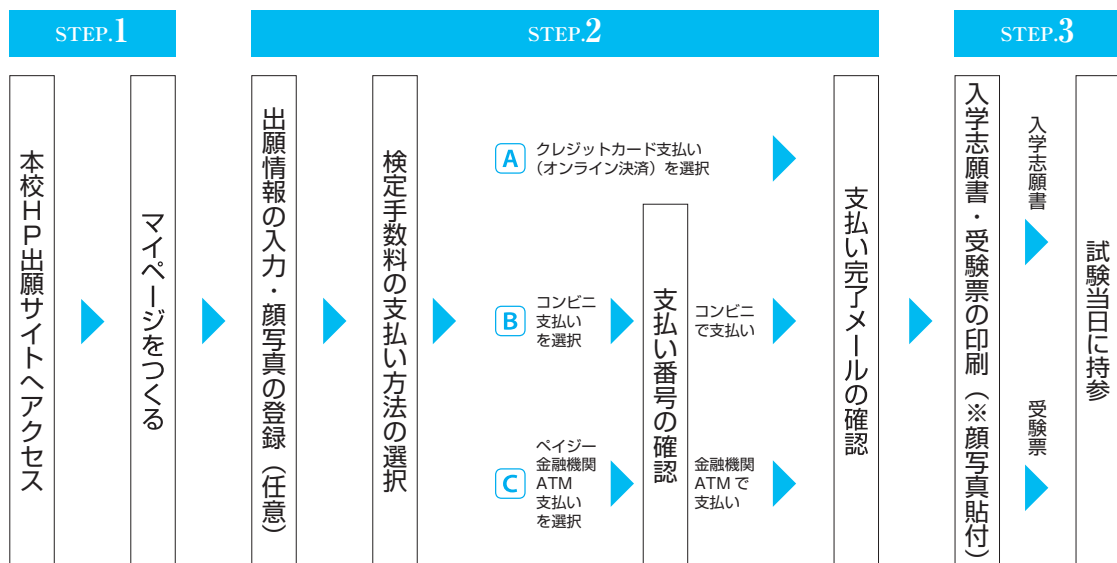 STEP.1
本校HP出願サイトへアクセス
マイページをつくる
STEP.2
出願情報の入力・顔写真の登録（任意）
検定手数料の支払い方法の選択
A
クレジットカード支払い
（オンライン決済）を選択
B
コンビニ
支払い
を選択
C
ペイジー
金融機関
ATM
支払い
を選択
支払い番号の確認
コンビニ
で支払い
金融機関
ATMで
支払い
支払い完了メールの確認
STEP.3
入学志願書・受験票の印刷（※顔写真貼付）
入学志願書
受験票
試験当日に持参